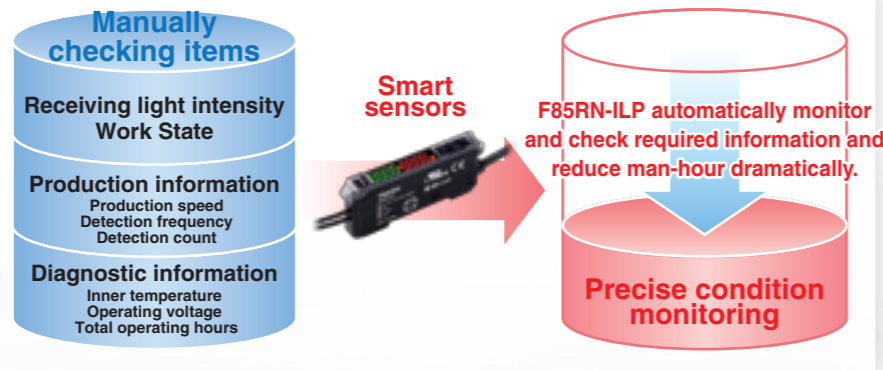 Manually
checking items
Receiving light intensity
Work State
Production information
Production speed
Detection frequency
Detection count
Diagnostic information
Inner temperature
Operating voltage
Total operating hours
Smart
sensors
F85RN-ILP automatically monitor
and check required information and
reduce man-hour dramatically.
Precise condition
monitoring